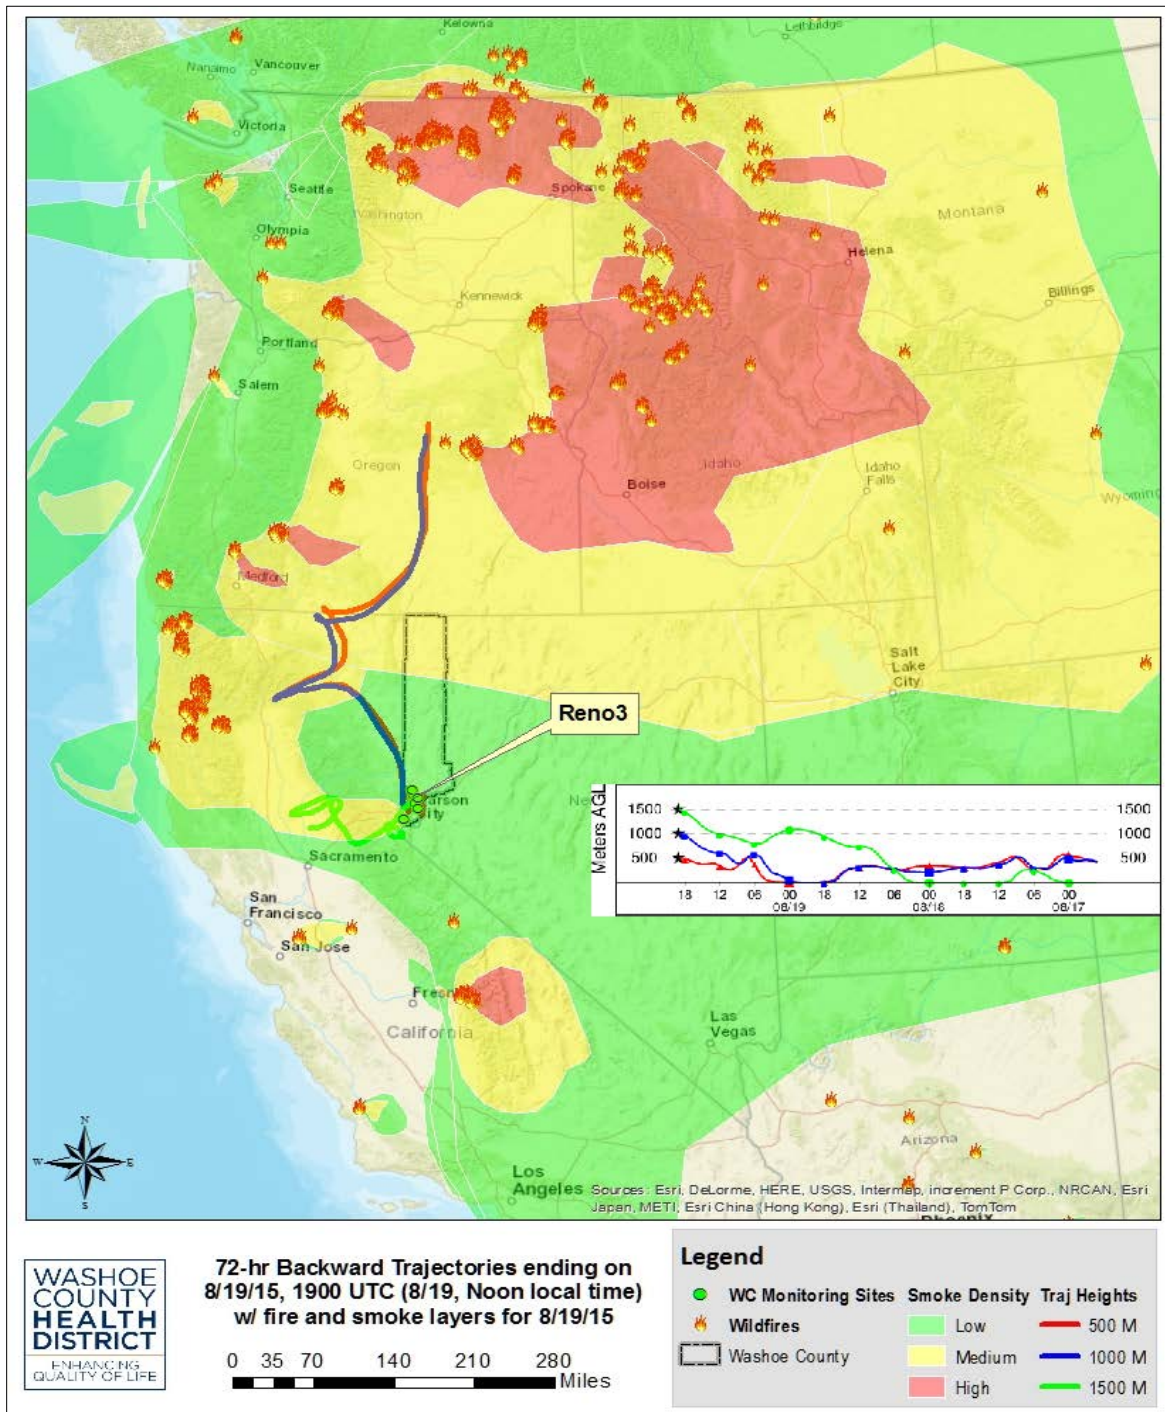 Kelowna
Lethbridge
Nanaimo
Vancouver
Victoria
Seattle
Spokane
Washington
Montana
Olympia
Helena
Kennewick
Billings
Portland
Salem
Oregon
Idaho
Idaho
Falls
Boise
Wyoming
Medford
Salt
Lake
City
Reno3
Carson
City
Ne
Sacramento
San
Francisco
San Jose
Fresno
California
Las
Vegas
Arizona
Los
Angeles
Phoenix
Meters AGL
1500 1500
1000 1000
500 500
18 12 06 00 18 12 06 00 18 12 06 00
08/19 08/18 08/17
N
W E
S
Sources: Esri, DeLorme, HERE, USGS, Intermap, increment P Corp., NRCAN, Esri
Japan, METI, Esri China (Hong Kong), Esri (Thailand), TomTom
WASHOE
COUNTY
HEALTH
DISTRICT
ENHANCING
QUALITY OF LIFE
72-hr Backward Trajectories ending on
8/19/15, 1900 UTC (8/19, Noon local time)
w/ fire and smoke layers for 8/19/15
0 35 70 140 210 280
Miles
Legend
WC Monitoring Sites Smoke Density Traj Heights
Wildfires Low 500 M
Washoe County Medium 1000 M
High 1500 M